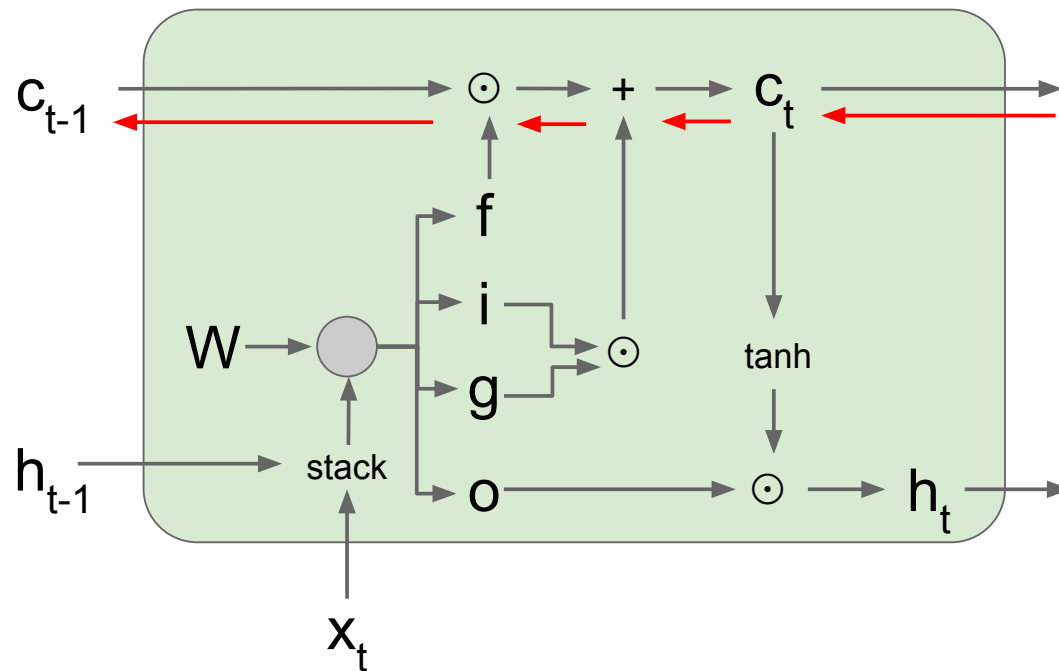 c_{t-1} ⊙ + c_t
f
i
W ⊙ tanh
g
h_{t-1} stack o ⊙ h_t
x_t